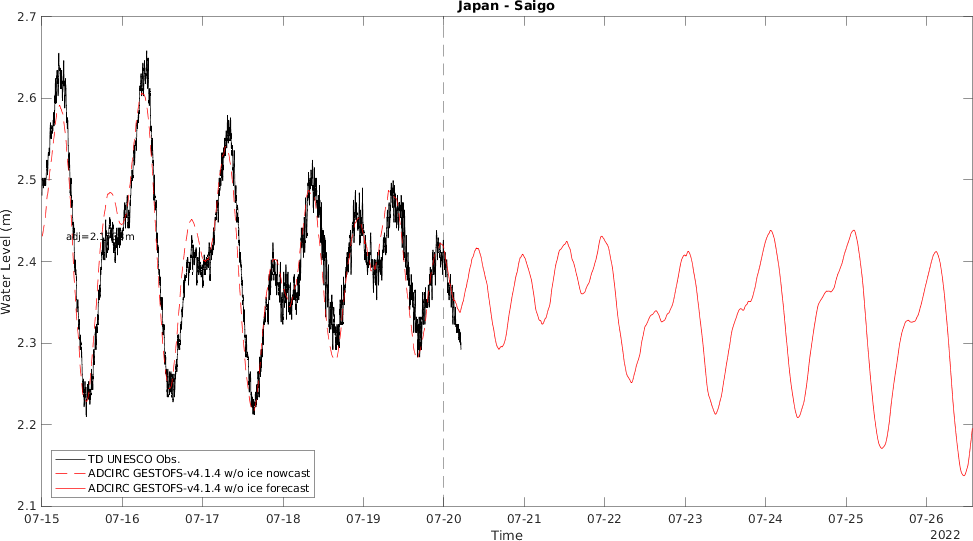 Japan - Saigo
Water Level (m)
2.7
2.6
2.5
2.4
2.3
2.2
2.1
TD UNESCO Obs.
ADCIRC GESTOFS-v4.1.4 w/o ice nowcast
ADCIRC GESTOFS-v4.1.4 w/o ice forecast
07-15 07-16 07-17 07-18 07-19 07-20 07-21 07-22 07-23 07-24 07-25 07-26
Time
2022